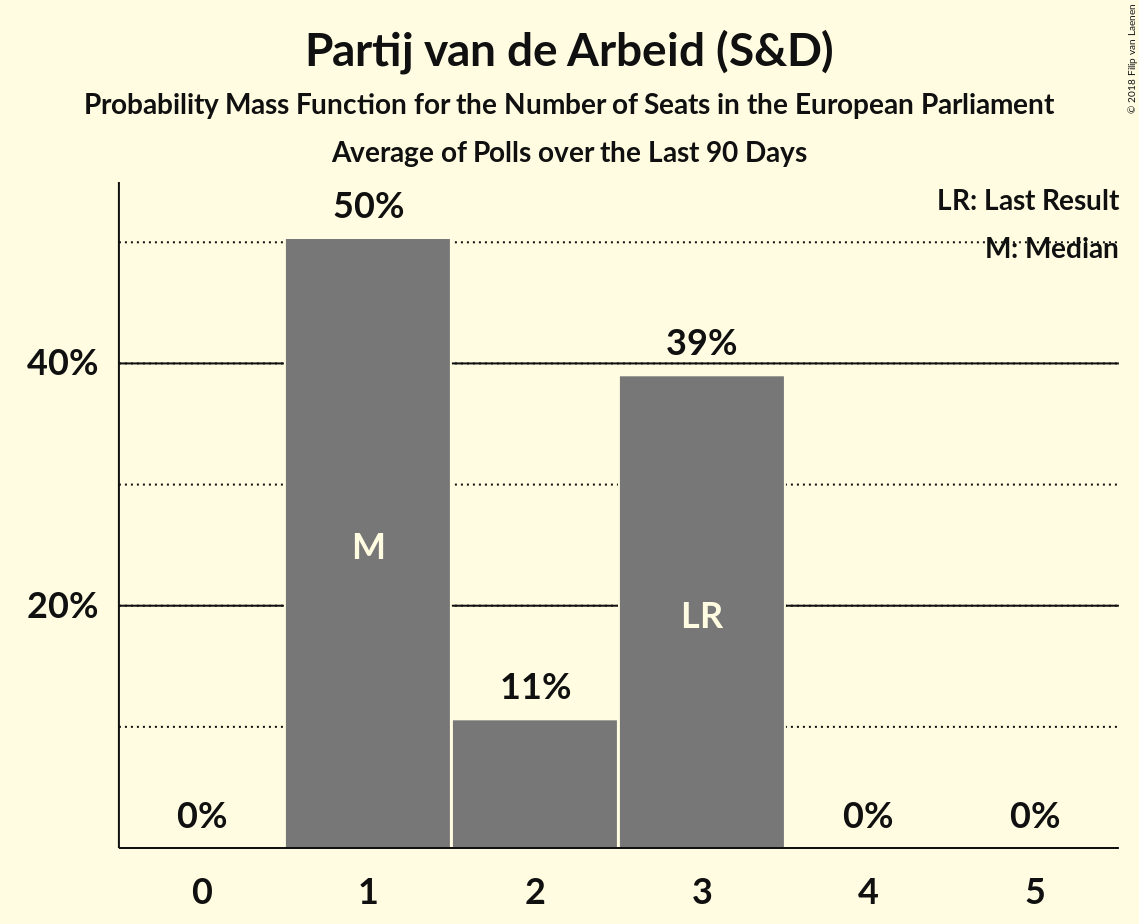 Partij van de Arbeid (S&D)
Probability Mass Function for the Number of Seats in the European Parliament
Average of Polls over the Last 90 Days
© 2018 Filip van Laenen
LR: Last Result
M: Median
50%
39%
11%
0%
0%
0%
M
LR
40%
20%
0 1 2 3 4 5